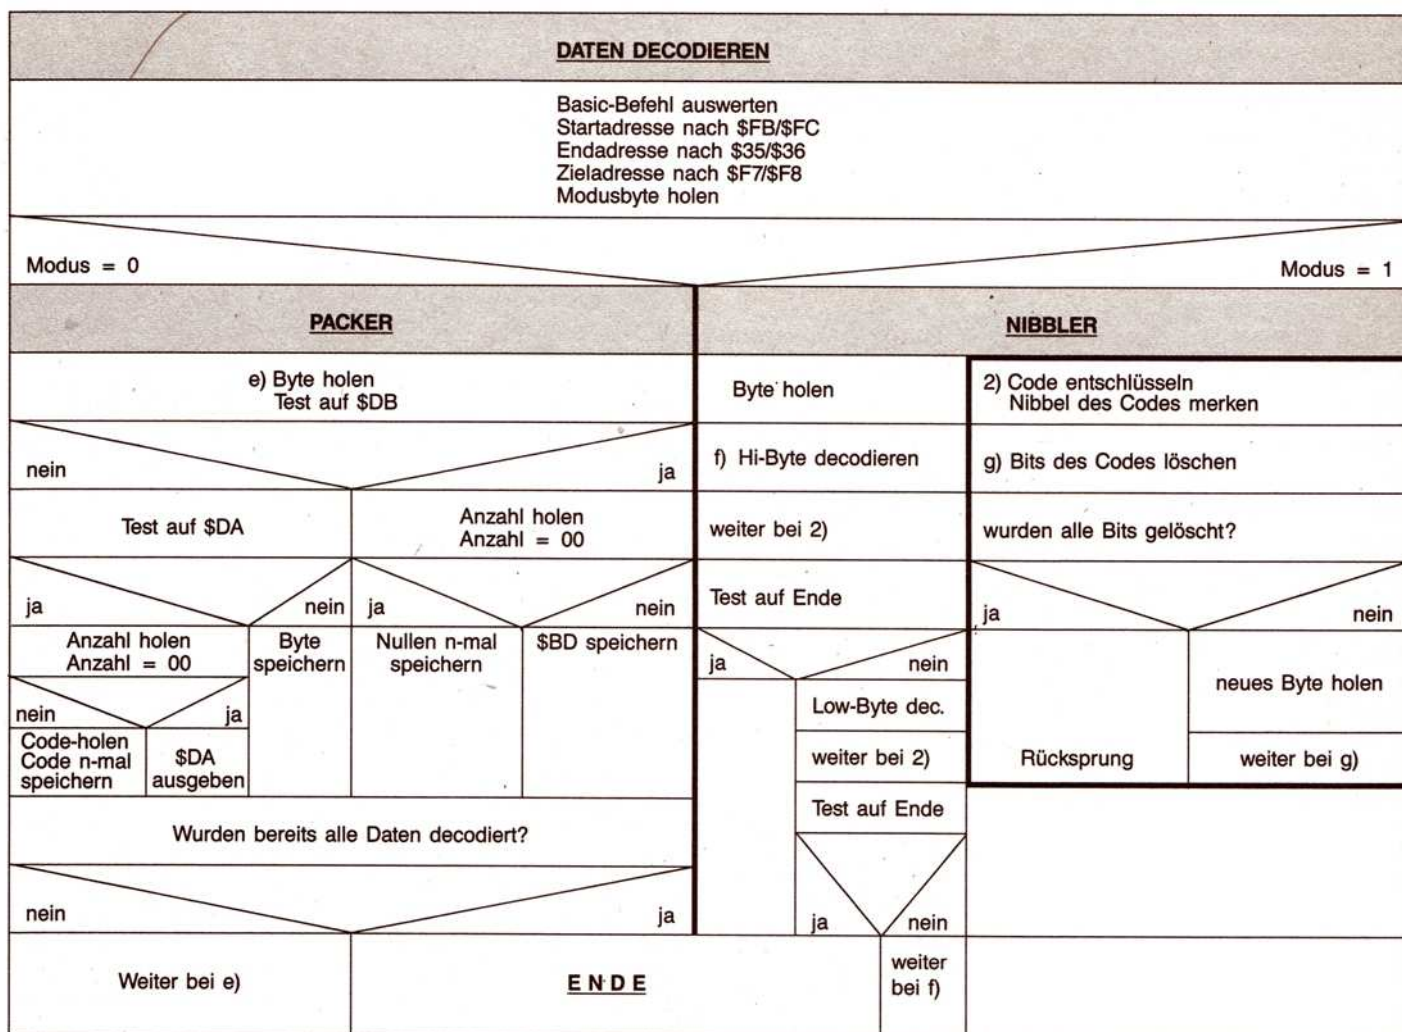 DATEN DECODIEREN
Basic-Befehl auswerten
Startadresse nach $FB/$FC
Endadresse nach $35/$36
Zieladresse nach $F7/$F8
Modusbyte holen
Modus = 0
Modus = 1
PACKER
NIBBLER
e) Byte holen
Test auf $DB
nein
ja
Test auf $DA
Anzahl holen
Anzahl = 00
ja
nein
ja
nein
Anzahl holen
Anzahl = 00
Byte
speichern
Nullen n-mal
speichern
$BD speichern
nein
ja
Code-holen
Code n-mal
speichern
$DA
ausgeben
Wurden bereits alle Daten decodiert?
nein
ja
Weiter bei e)
Byte holen
f) Hi-Byte decodieren
weiter bei 2)
Test auf Ende
ja
nein
Low-Byte dec.
weiter bei 2)
Test auf Ende
ja
nein
ENDE
weiter
bei f)
2) Code entschlüsseln
Nibbel des Codes merken
g) Bits des Codes löschen
wurden alle Bits gelöscht?
ja
nein
Rücksprung
neues Byte holen
weiter bei g)